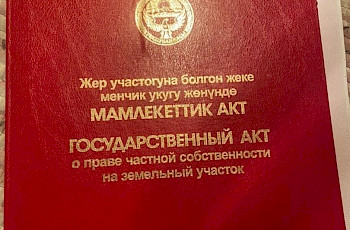 Жер участогуна болгон жеке
менчик укугу жөнүндө
МАМЛЕКЕТТИК АКТ
ГОСУДАРСТВЕННЫЙ АКТ
о праве частной собственности
на земельный участок